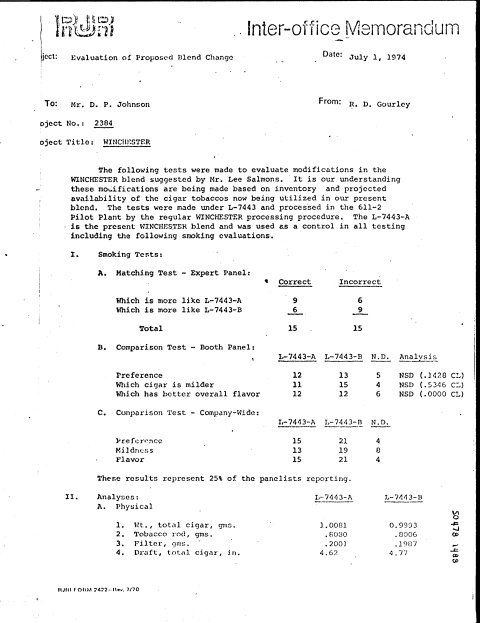 RJR
Inter-office Memorandum
ject: Evaluation of Proposed Blend Change Date: July 1, 1974
To: Mr. D. P. Johnson From: R. D. Gourley
oject No.: 2384
oject Title: WINCHESTER
The following tests were made to evaluate modifications in the
WINCHESTER blend suggested by Mr. Lee Salmons. It is our understanding
these modifications are being made based on inventory and projected
availability of the cigar tobaccos now being utilized in our present
blend. The tests were made under L-7443 and processed in the 611-2
Pilot Plant by the regular WINCHESTER processing procedure. The L-7443-A
is the present WINCHESTER blend and was used as a control in all testing
including the following smoking evaluations.
I. Smoking Tests:
A. Matching Test - Expert Panel:
Correct Incorrect
Which is more like L-7443-A 9 6
Which is more like L-7443-B 6 9
Total 15 15
B. Comparison Test - Booth Panel:
L-7443-A L-7443-B N.D. Analysis
Preference 12 13 5 NSD (.1428 CL)
Which cigar is milder 11 15 4 NSD (.5346 CL)
Which has better overall flavor 12 12 6 NSD (.0000 CL)
C. Comparison Test - Company-Wide:
L-7443-A L-7443-B N.D.
Preference 15 21 4
Mildness 13 19 8
Flavor 15 21 4
These results represent 25% of the panelists reporting.
II. Analyses: L-7443-A L-7443-B
A. Physical
1. Wt., total cigar, gms. 1.0081 0.9993
2. Tobacco rod, gms. .8080 .8006
3. Filter, gms. .2001 .1987
4. Draft, total cigar, in. 4.62 4.77
50478 1488
RJR FORM 2422—Rev. 7/70